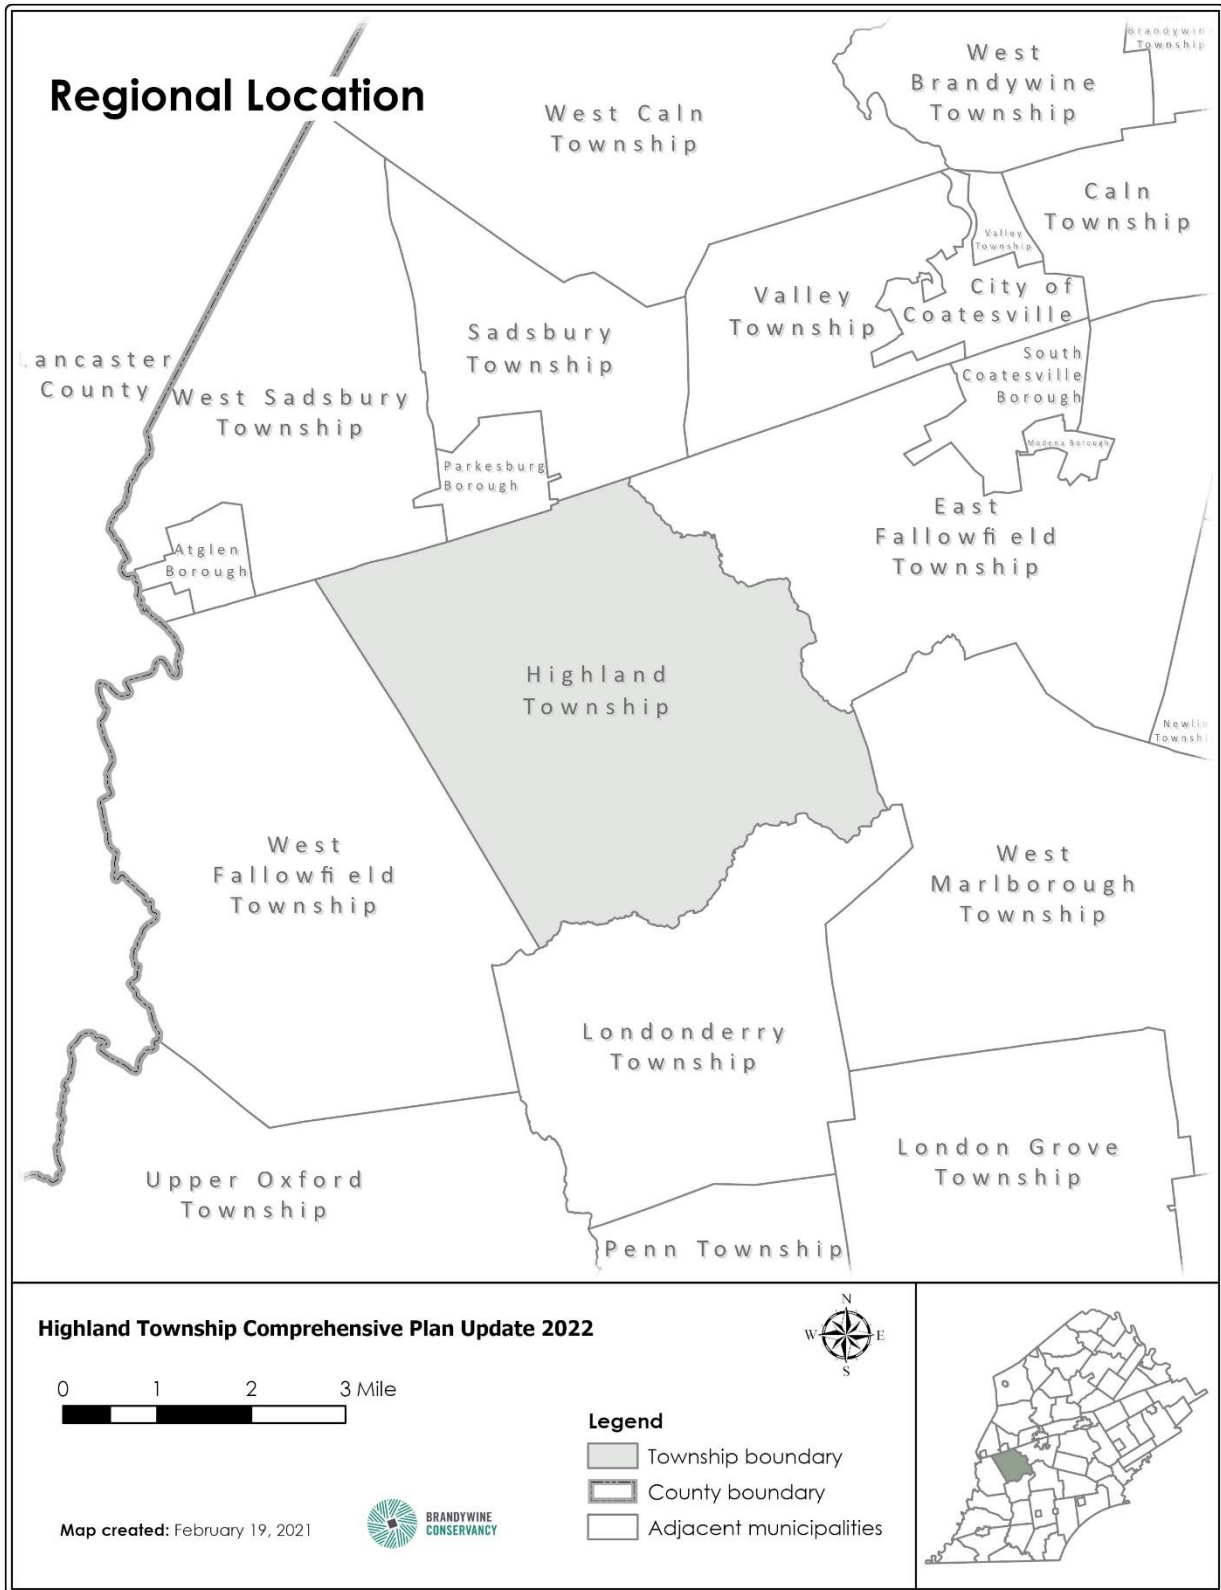 Regional Location
West Caln
Township
West
Brandywine
Township
Brandywin
Township
Caln
Township
Valley
Township
City of
Coatesville
Valley
Township
Sadsbury
Township
South
Coatesville
Borough
Modena Borough
Lancaster
County
West Sadsbury
Township
Parkesburg
Borough
Atglen
Borough
East
Fallowfield
Township
Highland
Township
Newlin
Townshi
West
Fallowfield
Township
West
Marlborough
Township
Londonderry
Township
London Grove
Township
Upper Oxford
Township
Penn Township
Highland Township Comprehensive Plan Update 2022
N
W E
S
0 1 2 3 Mile
Legend
Township boundary
County boundary
Adjacent municipalities
Map created: February 19, 2021
BRANDYWINE
CONSERVANCY